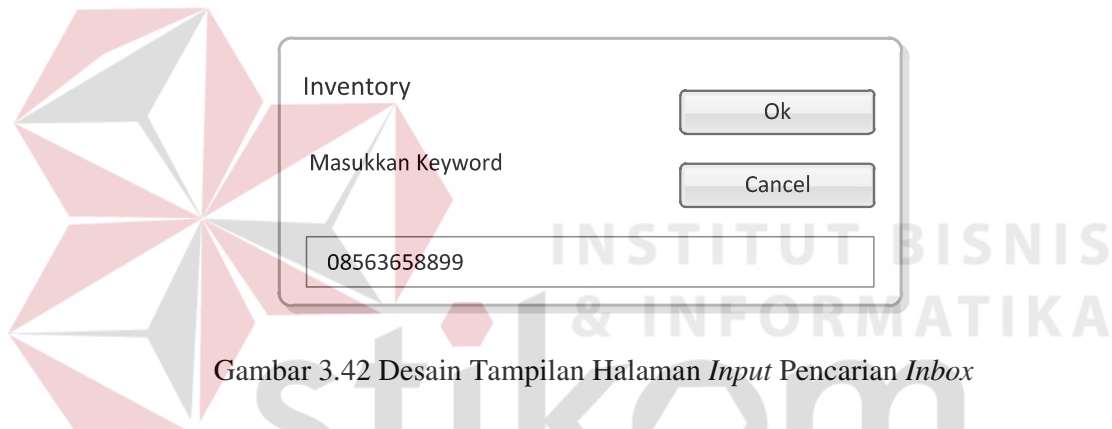 Inventory
Ok
Masukkan Keyword
Cancel
INSTITUT BISNIS
08563658899
& INFORMATIKA
Gambar 3.42 Desain Tampilan Halaman Input Pencarian Inbox
stikom